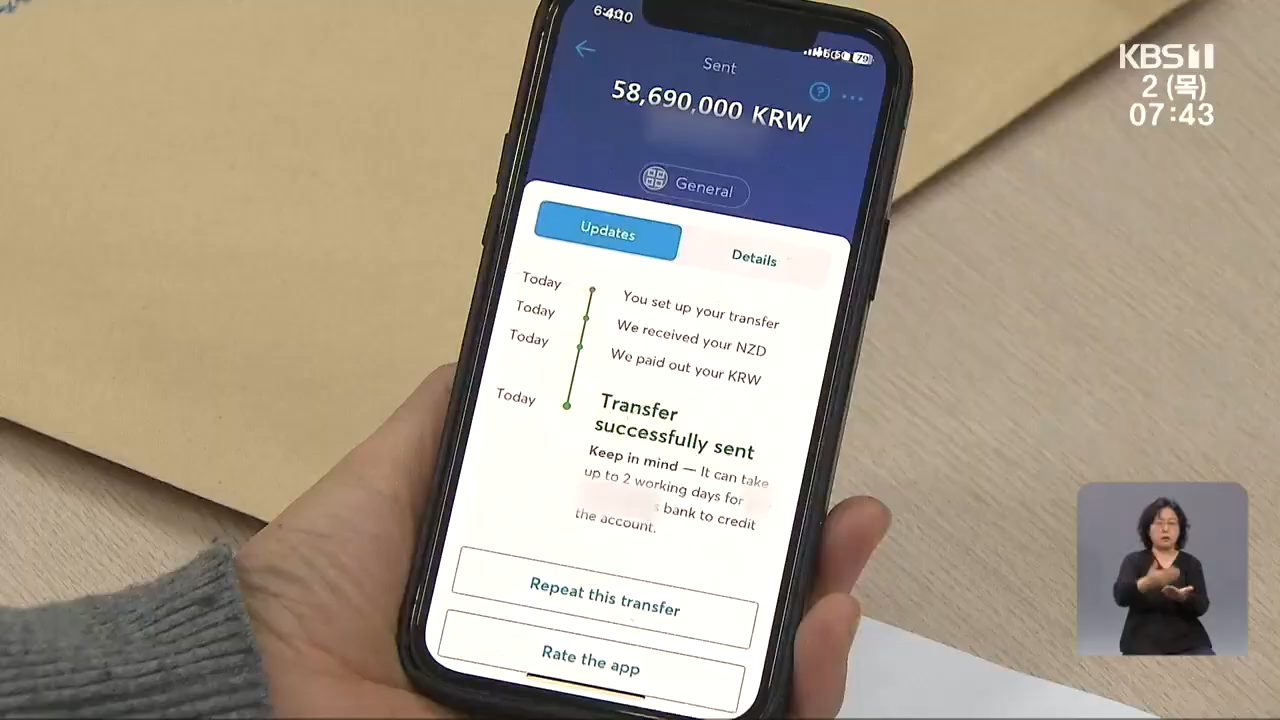 KBS 1
2 (목)
07:43
Sent
58,690,000 KRW
General
Updates
Details
Today
You set up your transfer
Today
We received your NZD
Today
We paid out your KRW
Today
Transfer
successfully sent
Keep in mind — It can take
up to 2 working days for
s bank to credit
the account.
Repeat this transfer
Rate the app